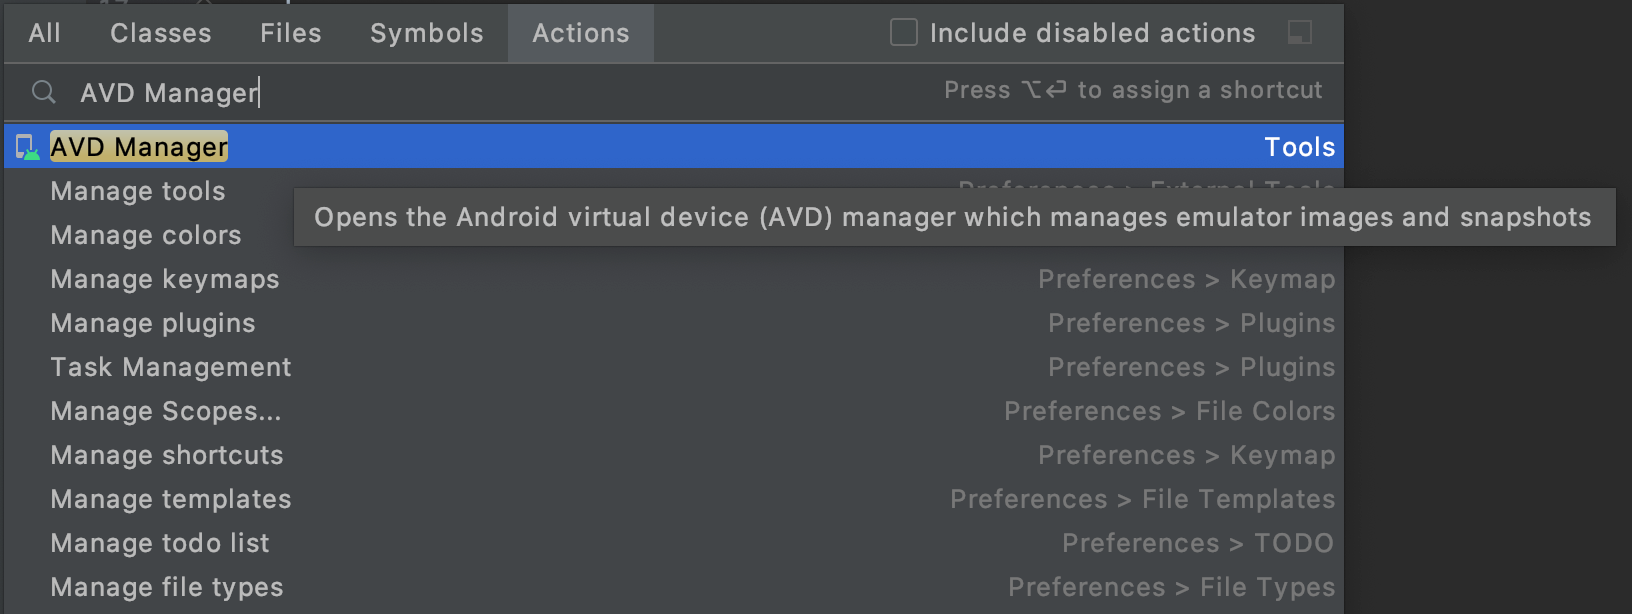 All Classes Files Symbols Actions Include disabled actions
AVD Manager Press ⌥⏎ to assign a shortcut
AVD Manager Tools
Manage tools Preferences > External Tools
Opens the Android virtual device (AVD) manager which manages emulator images and snapshots
Manage colors
Manage keymaps Preferences > Keymap
Manage plugins Preferences > Plugins
Task Management Preferences > Plugins
Manage Scopes... Preferences > File Colors
Manage shortcuts Preferences > Keymap
Manage templates Preferences > File Templates
Manage todo list Preferences > TODO
Manage file types Preferences > File Types